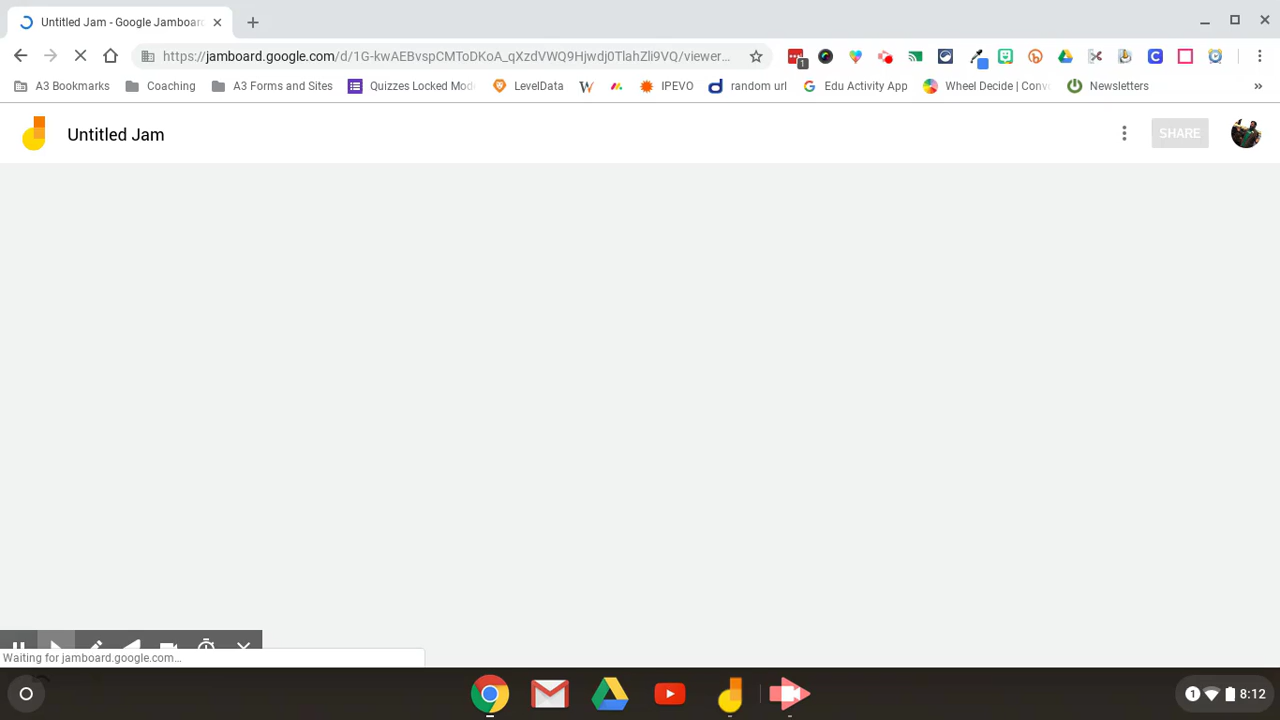 Untitled Jam - Google Jamboar
https://jamboard.google.com/d/1G-kwAEBvspCMToDKoA_qXzdVWQ9Hjwdj0TlahZli9VQ/viewer...
1
A3 Bookmarks Coaching A3 Forms and Sites Quizzes Locked Mod LevelData W IPEVO random url Edu Activity App Wheel Decide | Conv Newsletters »
Untitled Jam
SHARE
Waiting for jamboard.google.com...
1 8:12